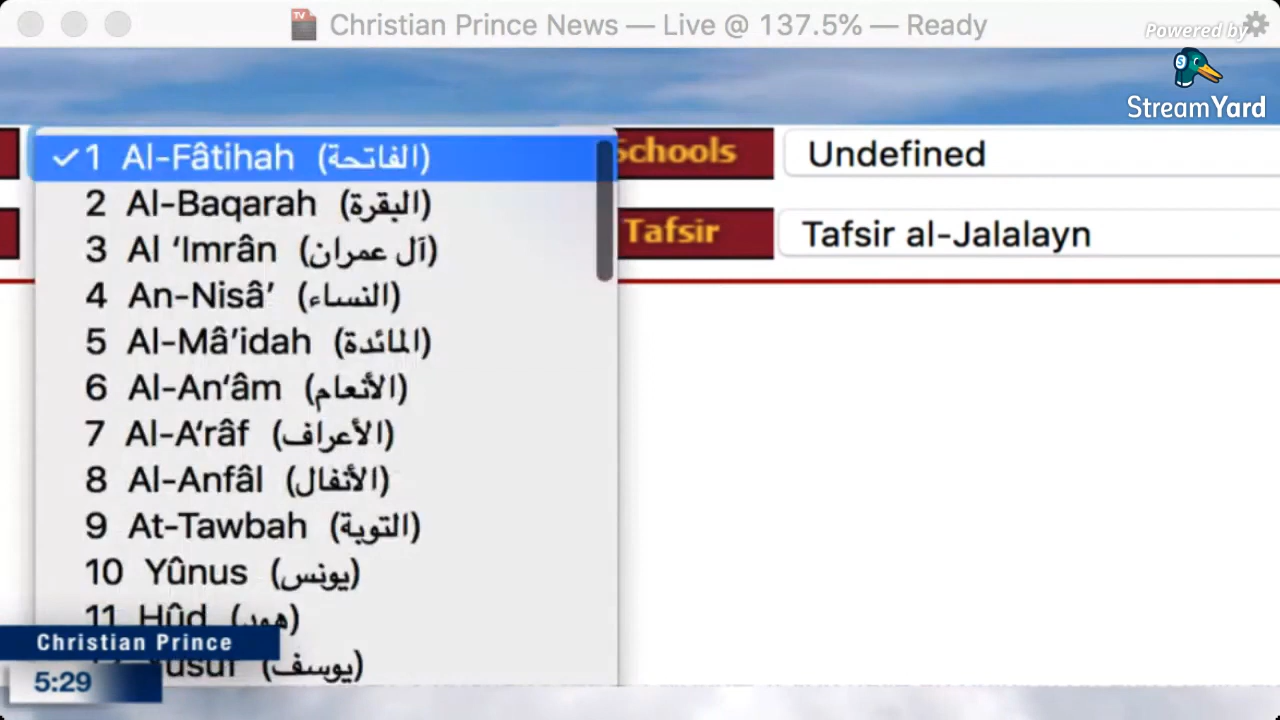 Christian Prince News — Live @ 137.5% — Ready
Powered by
StreamYard
✓ 1 Al-Fâtihah (الفاتحة)
2 Al-Baqarah (البقرة)
3 Al ‘Imrân (آل عمران)
4 An-Nisâ’ (النساء)
5 Al-Mâ’idah (المائدة)
6 Al-An‘âm (الأنعام)
7 Al-A‘râf (الأعراف)
8 Al-Anfâl (الأنفال)
9 At-Tawbah (التوبة)
10 Yûnus (يونس)
11 Hûd (هود)
Yusuf (يوسف)
Schools
Undefined
Tafsir
Tafsir al-Jalalayn
Christian Prince
5:29